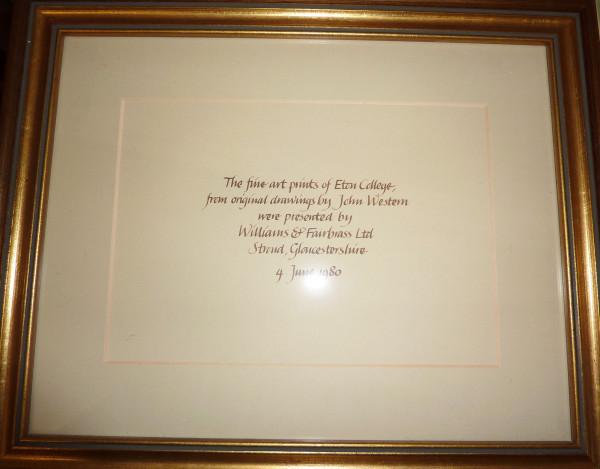 The fine art prints of Eton College,
from original drawings by John Western
were presented by
Williams & Fairbrass Ltd
Stroud, Gloucestershire
4 June 1980